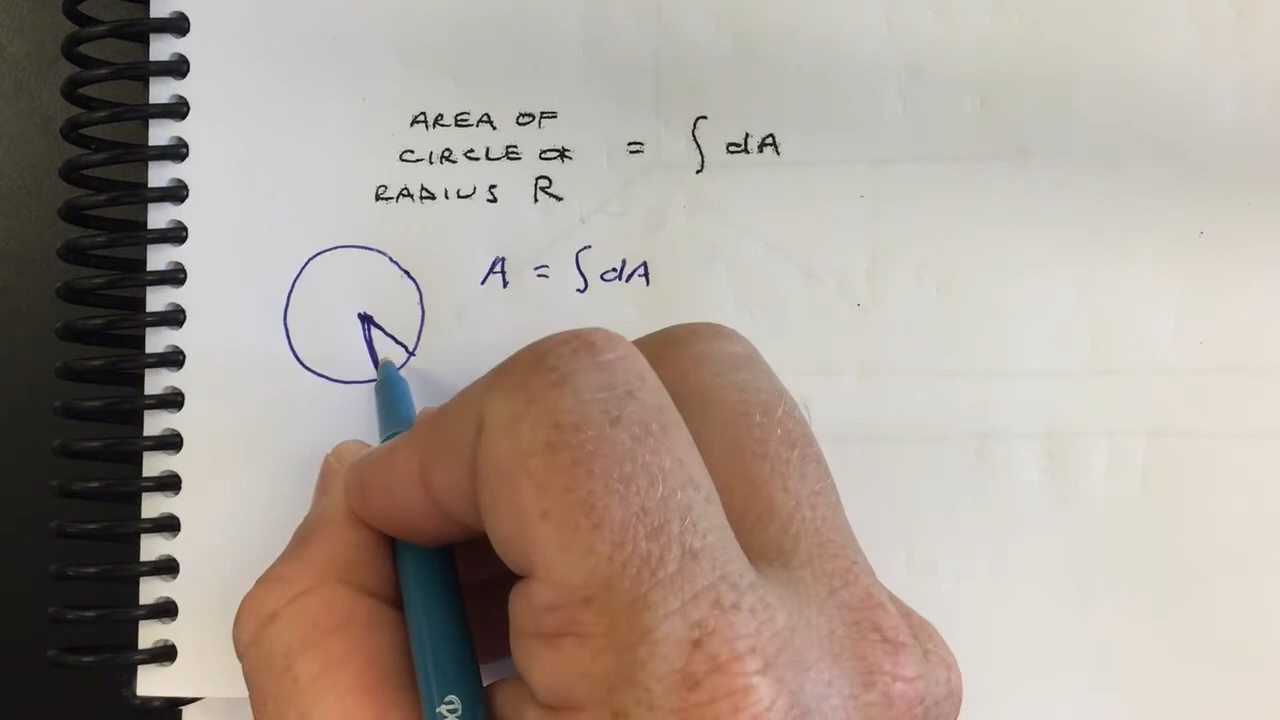 AREA OF
CIRCLE OF
RADIUS R
= ∫ dA
A = ∫ dA